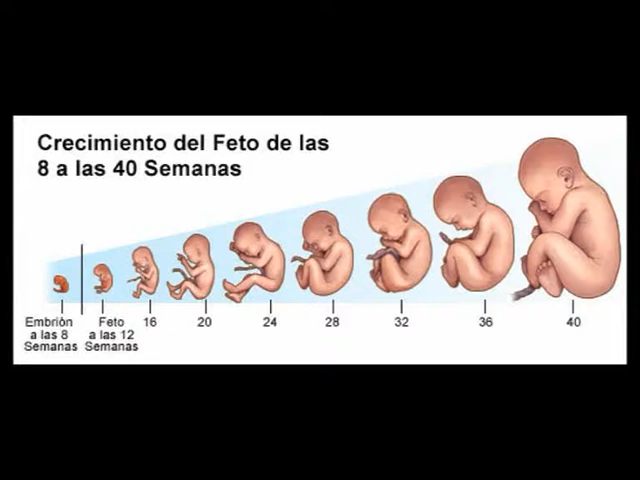 Crecimiento del Feto de las
8 a las 40 Semanas
Embriòn
a las 8
Semanas
Feto
a las 12
Semanas
16
20
24
28
32
36
40